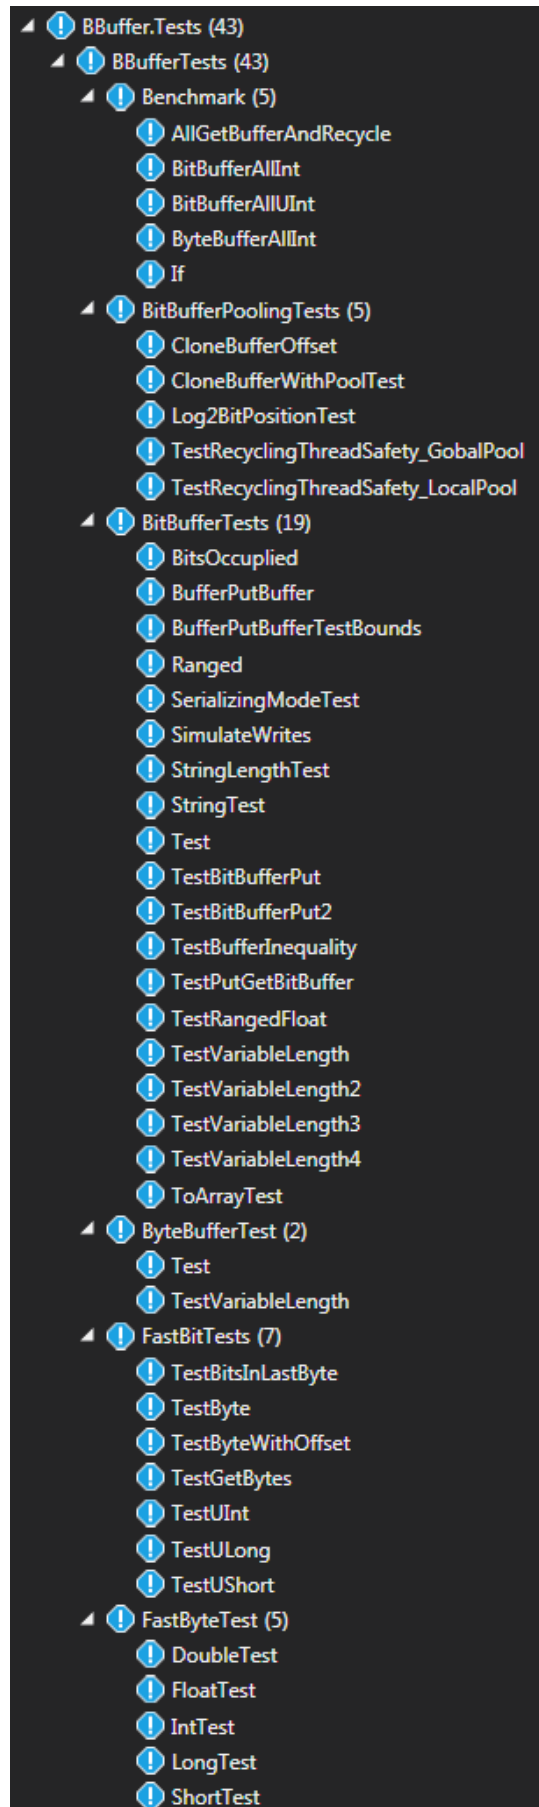 BBuffer.Tests (43)
BBufferTests (43)
Benchmark (5)
AllGetBufferAndRecycle
BitBufferAllInt
BitBufferAllUInt
ByteBufferAllInt
If
BitBufferPoolingTests (5)
CloneBufferOffset
CloneBufferWithPoolTest
Log2BitPositionTest
TestRecyclingThreadSafety_GobalPool
TestRecyclingThreadSafety_LocalPool
BitBufferTests (19)
BitsOccuplied
BufferPutBuffer
BufferPutBufferTestBounds
Ranged
SerializingModeTest
SimulateWrites
StringLengthTest
StringTest
Test
TestBitBufferPut
TestBitBufferPut2
TestBufferInequality
TestPutGetBitBuffer
TestRangedFloat
TestVariableLength
TestVariableLength2
TestVariableLength3
TestVariableLength4
ToArrayTest
ByteBufferTest (2)
Test
TestVariableLength
FastBitTests (7)
TestBitsInLastByte
TestByte
TestByteWithOffset
TestGetBytes
TestUInt
TestULong
TestUShort
FastByteTest (5)
DoubleTest
FloatTest
IntTest
LongTest
ShortTest